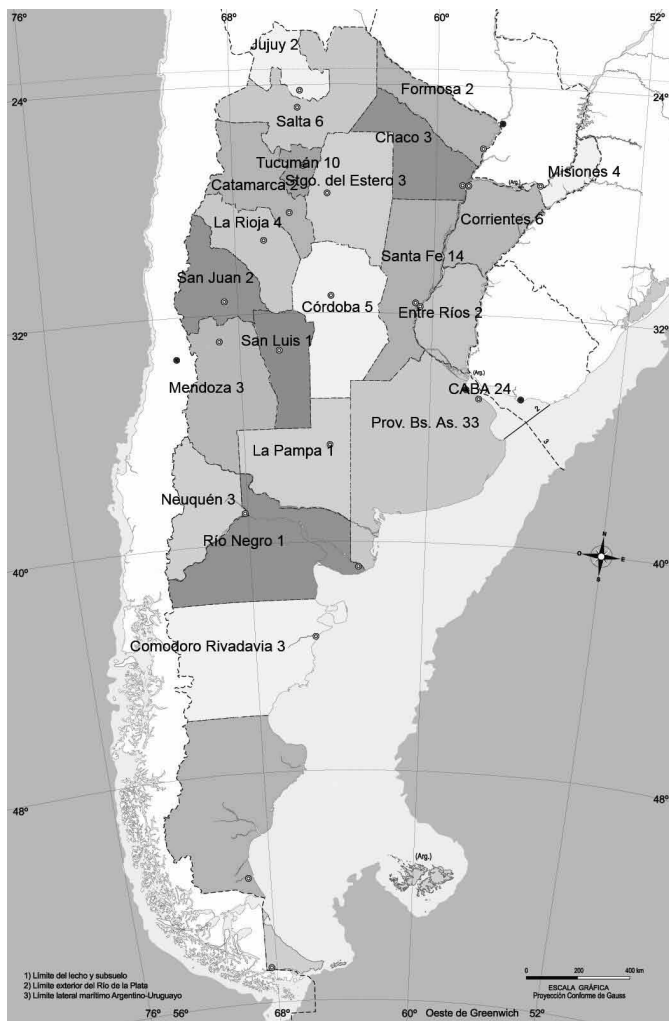 76º
68º
60º
52º
Jujuy 2
24º
24º
Formosa 2
Salta 6
Chaco 3
Tucumán 10
Misiones 4
(Arg.)
Catamarca 2
Stgo. del Estero 3
La Rioja 4
Corrientes 6
Santa Fe 14
San Juan 2
Córdoba 5
Entre Ríos 2
32º
32º
San Luis 1
(Arg.)
Mendoza 3
CABA 24
2
Prov. Bs. As. 33
3
La Pampa 1
Neuquén 3
Río Negro 1
N
O
E
S
40º
40º
Comodoro Rivadavia 3
48º
48º
(Arg.)
1) Límite del lecho y subsuelo
2) Límite exterior del Río de la Plata
3) Límite lateral marítimo Argentino-Uruguayo
0 200 400 km
ESCALA GRÁFICA
Proyección Conforme de Gauss
76º
56º
68º
60º
Oeste de Greenwich
52º